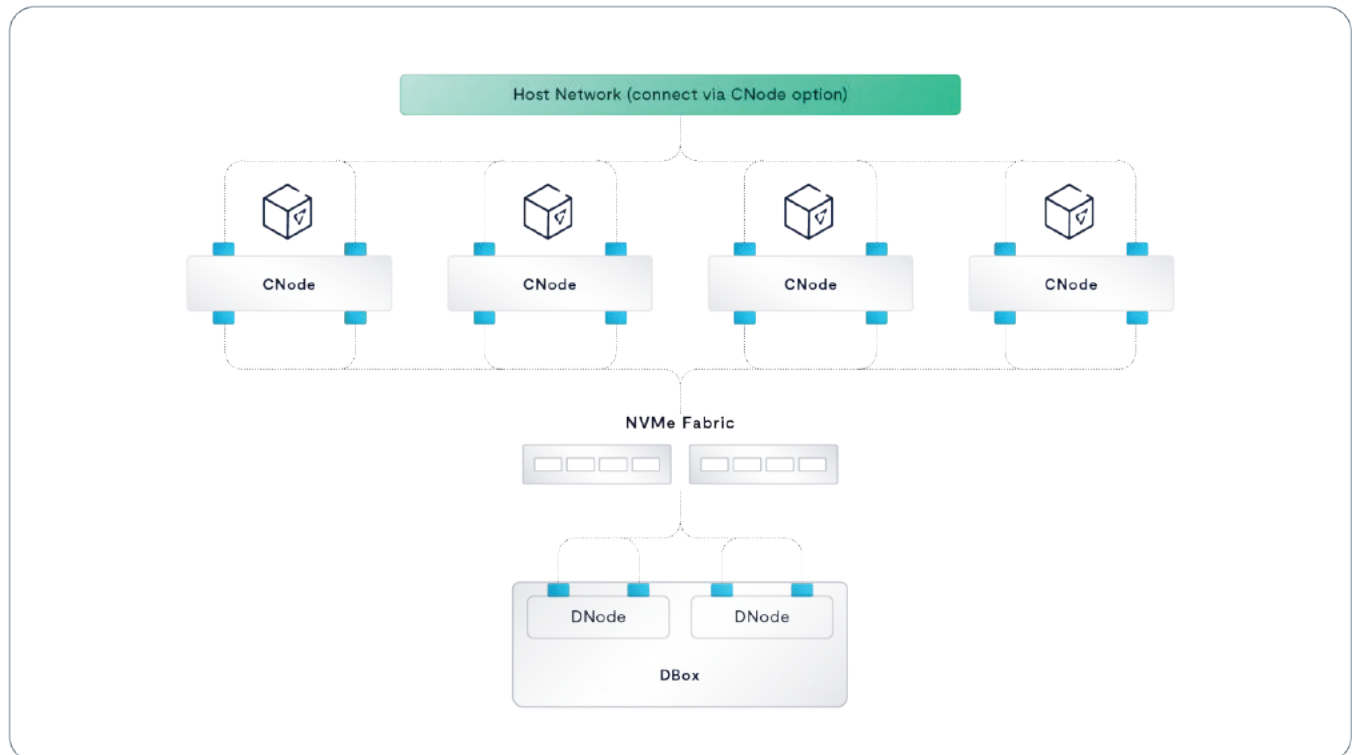 Host Network (connect via CNode option)
CNode
CNode
CNode
CNode
NVMe Fabric
DNode
DNode
DBox